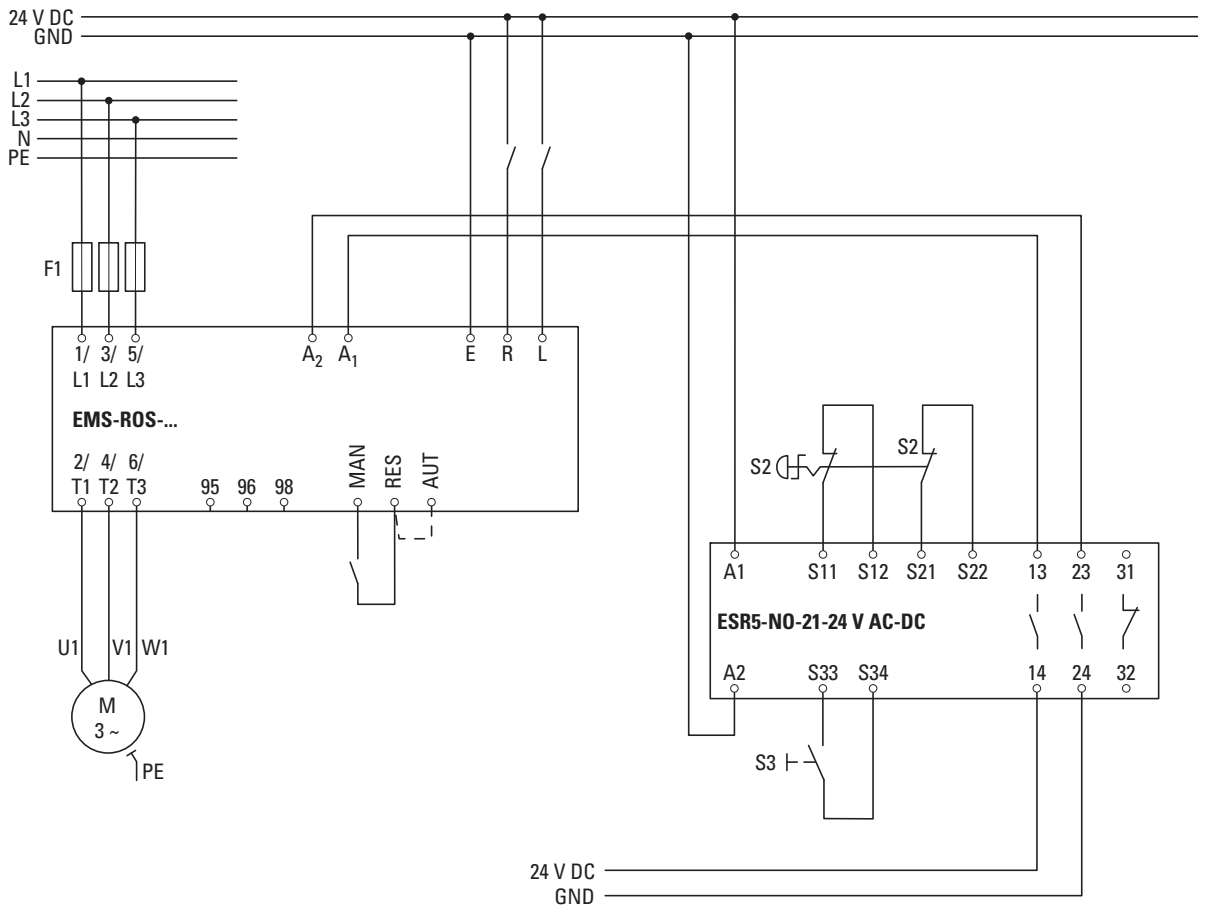 24 V DC
GND
L1
L2
L3
N
PE
F1
1/ 3/ 5/ A2 A1 E R L
L1 L2 L3
EMS-ROS-...
2/ 4/ 6/
T1 T2 T3 95 96 98 MAN RES AUT
S2 S2
A1 S11 S12 S21 S22 13 23 31
ESR5-NO-21-24 V AC-DC
A2 S33 S34 14 24 32
U1 V1 W1
M
3 ~
PE
S3
24 V DC
GND